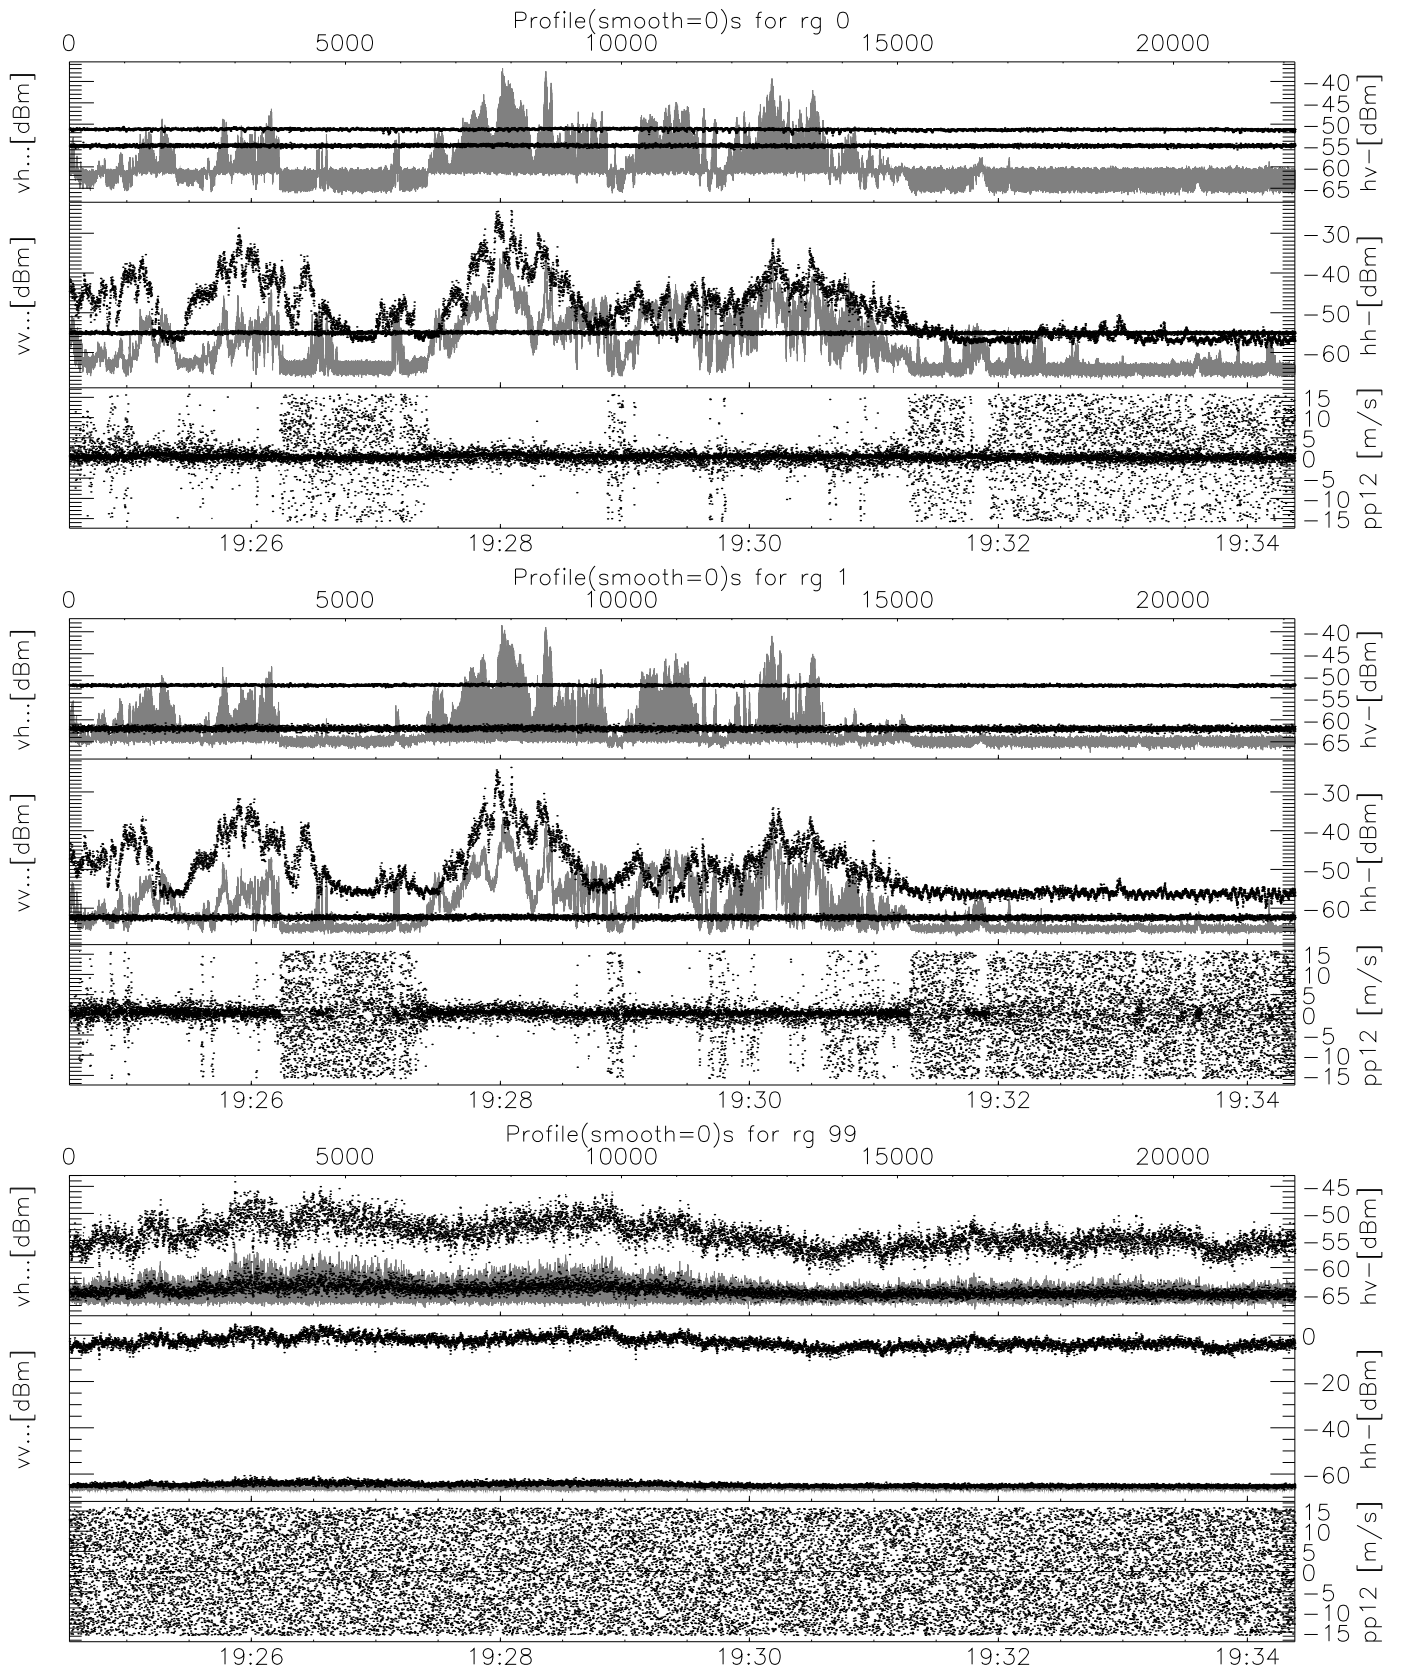 Profile(smooth=0)s for rg 0
0 5000 10000 15000 20000
vh...[dBm]
-40
-45
-50
-55
-60
-65
hv-[dBm]
vv...[dBm]
-30
-40
-50
-60
hh-[dBm]
15
10
5
0
-5
-10
-15
pp12 [m/s]
19:26 19:28 19:30 19:32 19:34
Profile(smooth=0)s for rg 1
0 5000 10000 15000 20000
vh...[dBm]
-40
-45
-50
-55
-60
-65
hv-[dBm]
vv...[dBm]
-30
-40
-50
-60
hh-[dBm]
15
10
5
0
-5
-10
-15
pp12 [m/s]
19:26 19:28 19:30 19:32 19:34
Profile(smooth=0)s for rg 99
0 5000 10000 15000 20000
vh...[dBm]
-45
-50
-55
-60
-65
hv-[dBm]
vv...[dBm]
0
-20
-40
-60
hh-[dBm]
15
10
5
0
-5
-10
-15
pp12 [m/s]
19:26 19:28 19:30 19:32 19:34